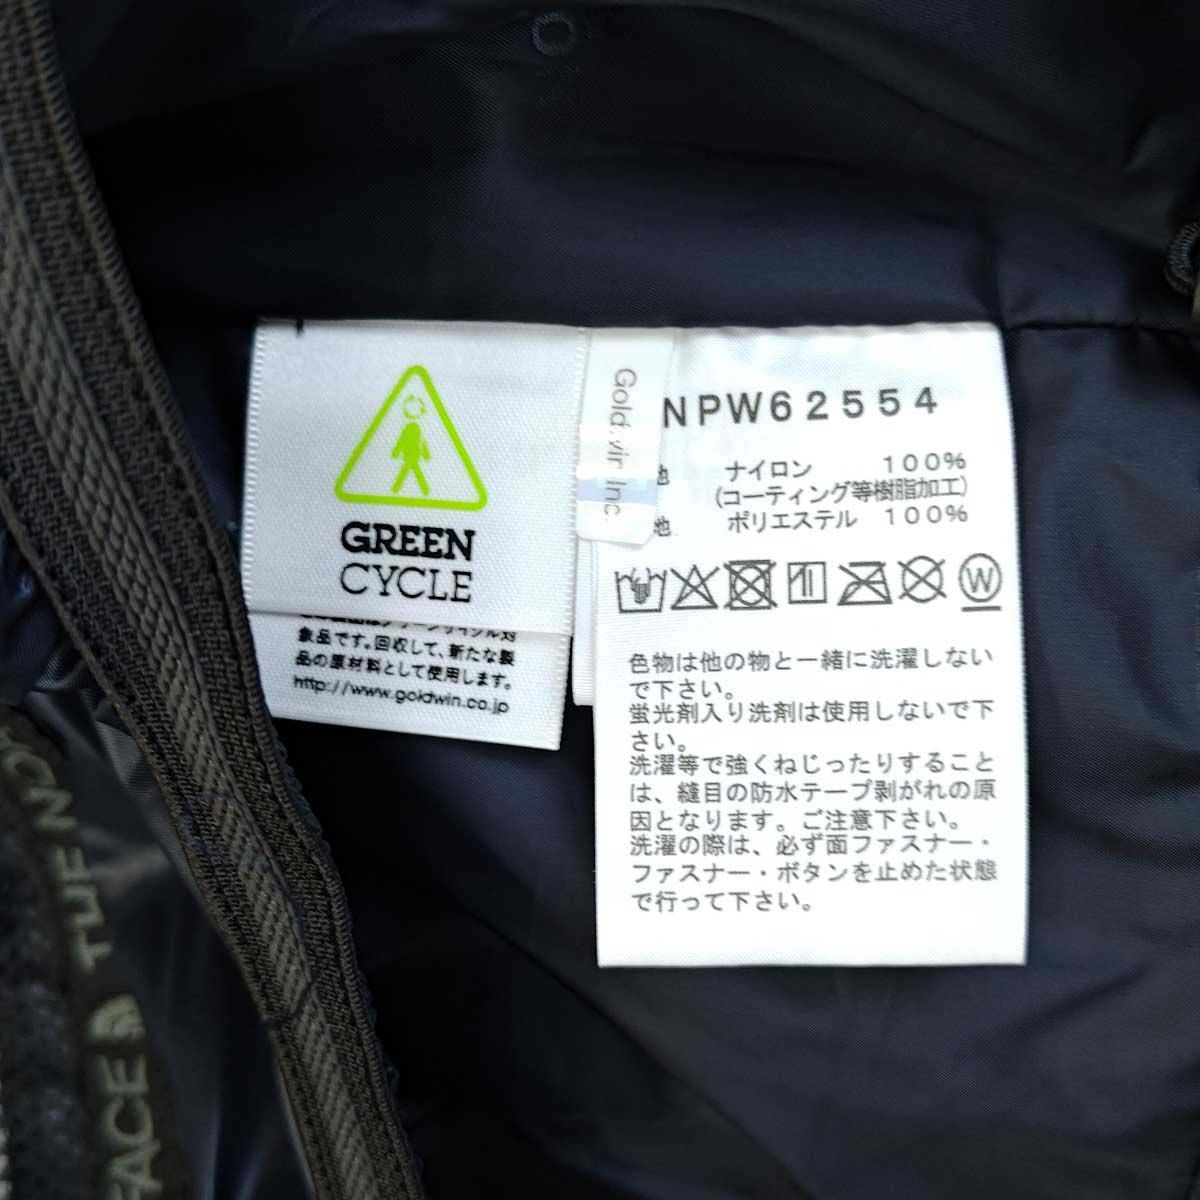 GREEN
CYCLE
象品です。回収して、新たな製
品の原材料として使用します。
http://www.goldwin.co.jp
Goldwin Inc.
NPW62554
地 ナイロン 100%
(コーティング等樹脂加工)
地 ポリエステル 100%
W
色物は他の物と一緒に洗濯しない
で下さい。
蛍光剤入り洗剤は使用しないで下
さい。
洗濯等で強くねじったりすること
は、縫目の防水テープ剥がれの原
因となります。ご注意下さい。
洗濯の際は、必ず面ファスナー・
ファスナー・ボタンを止めた状態
で行って下さい。
THE NO
FACE